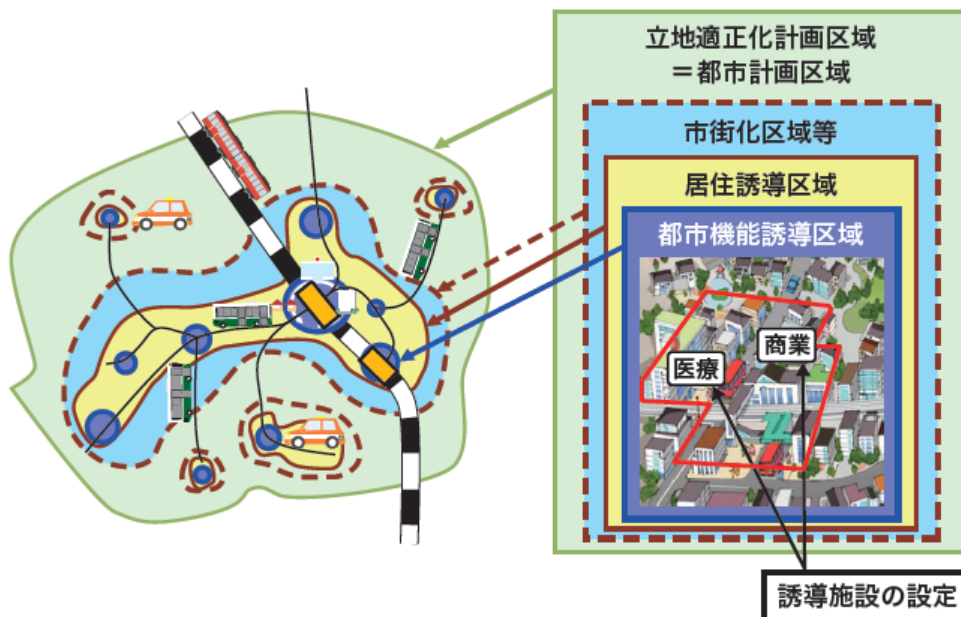 立地適正化計画区域
＝都市計画区域
市街化区域等
居住誘導区域
都市機能誘導区域
医療
商業
誘導施設の設定